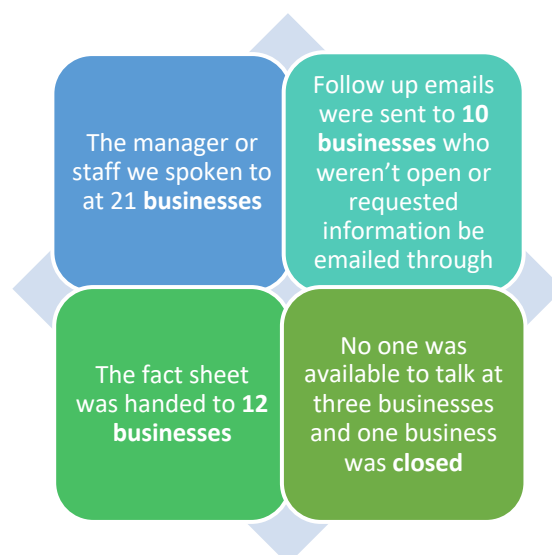 The manager or
staff we spoken to
at 21 businesses
Follow up emails
were sent to 10
businesses who
weren’t open or
requested
information be
emailed through
The fact sheet
was handed to 12
businesses
No one was
available to talk at
three businesses
and one business
was closed